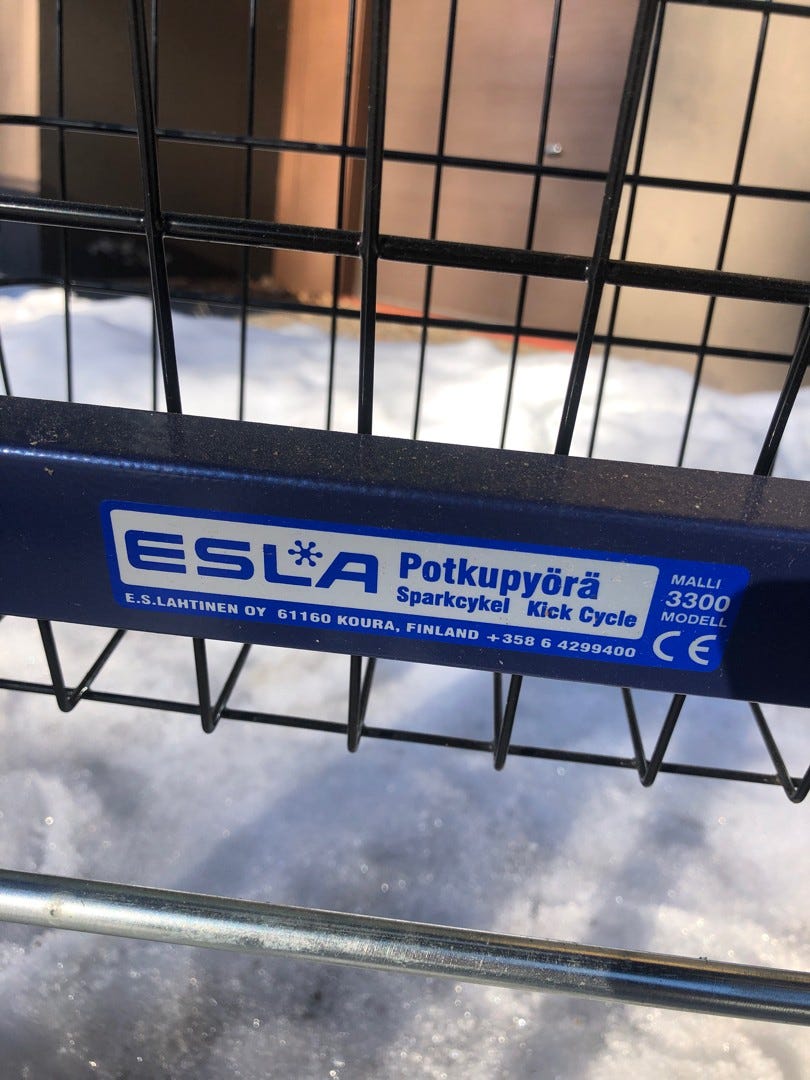 ESLA
Potkupyörä
Sparkcykel Kick Cycle
E.S.LAHTINEN OY 61160 KOURA, FINLAND +358 6 4299400
MALLI
3300
MODELL
CE